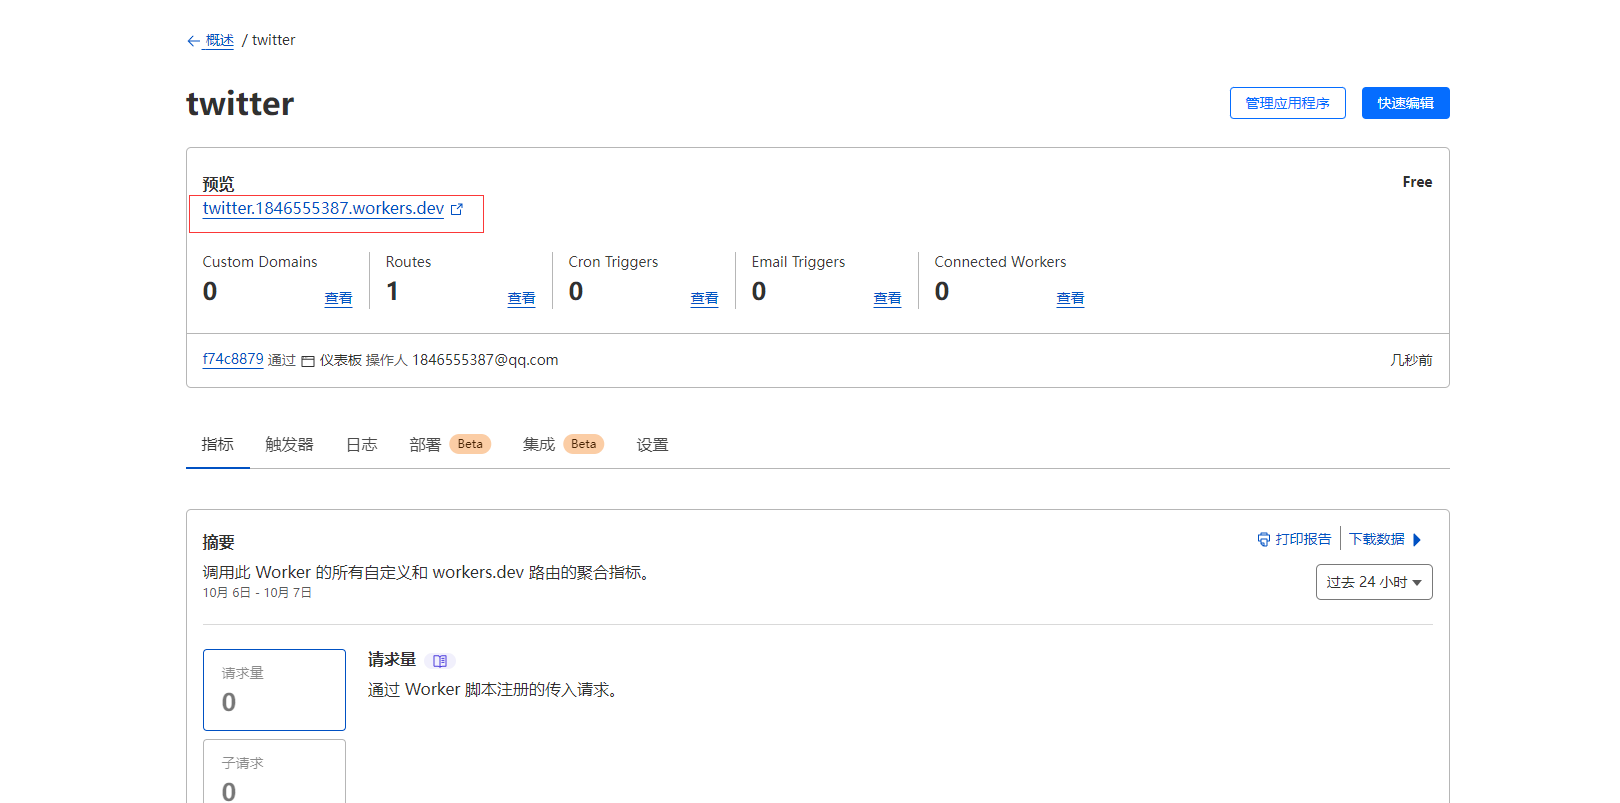 ← 概述 / twitter
twitter
管理应用程序 快速编辑
预览 Free
twitter.1846555387.workers.dev
Custom Domains Routes Cron Triggers Email Triggers Connected Workers
0 查看 1 查看 0 查看 0 查看 0 查看
f74c8879 通过 仪表板 操作人 1846555387@qq.com 几秒前
指标 触发器 日志 部署 Beta 集成 Beta 设置
摘要 打印报告 下载数据
调用此 Worker 的所有自定义和 workers.dev 路由的聚合指标。
10月 6日 - 10月 7日 过去 24 小时
请求量
0
请求量
通过 Worker 脚本注册的传入请求。
子请求
0